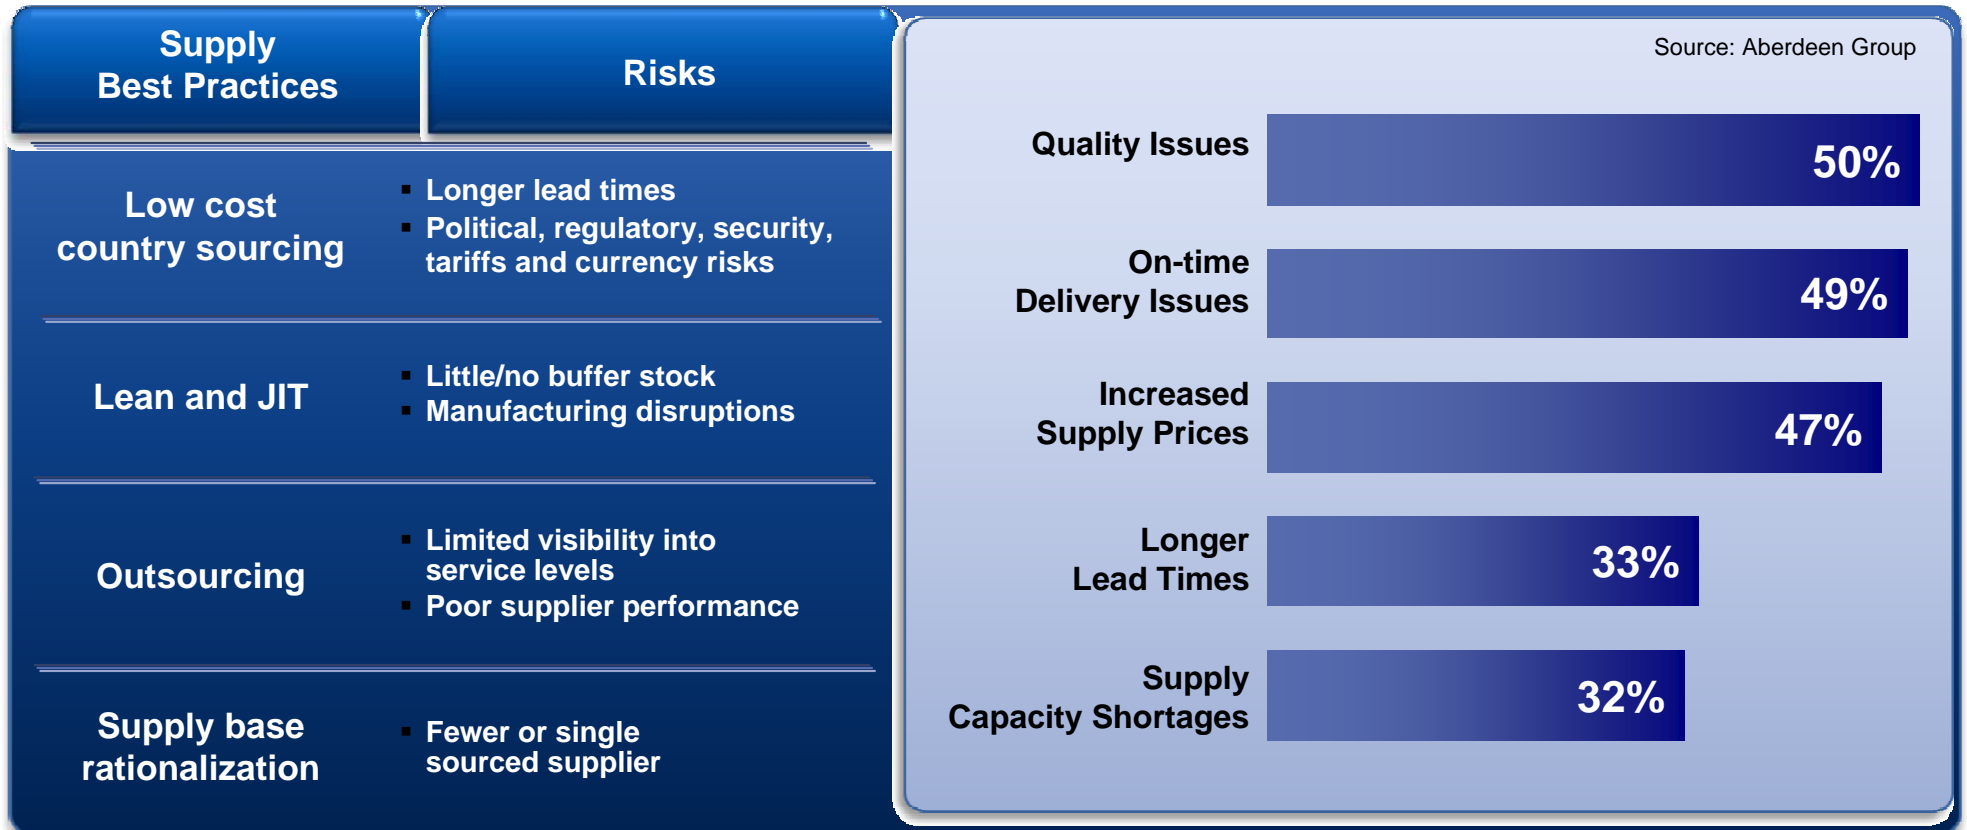 Supply
Best Practices
Risks
Low cost
country sourcing
▪ Longer lead times
▪ Political, regulatory, security,
tariffs and currency risks
Lean and JIT
▪ Little/no buffer stock
▪ Manufacturing disruptions
Outsourcing
▪ Limited visibility into
service levels
▪ Poor supplier performance
Supply base
rationalization
▪ Fewer or single
sourced supplier
Source: Aberdeen Group
Quality Issues
50%
On-time
Delivery Issues
49%
Increased
Supply Prices
47%
Longer
Lead Times
33%
Supply
Capacity Shortages
32%